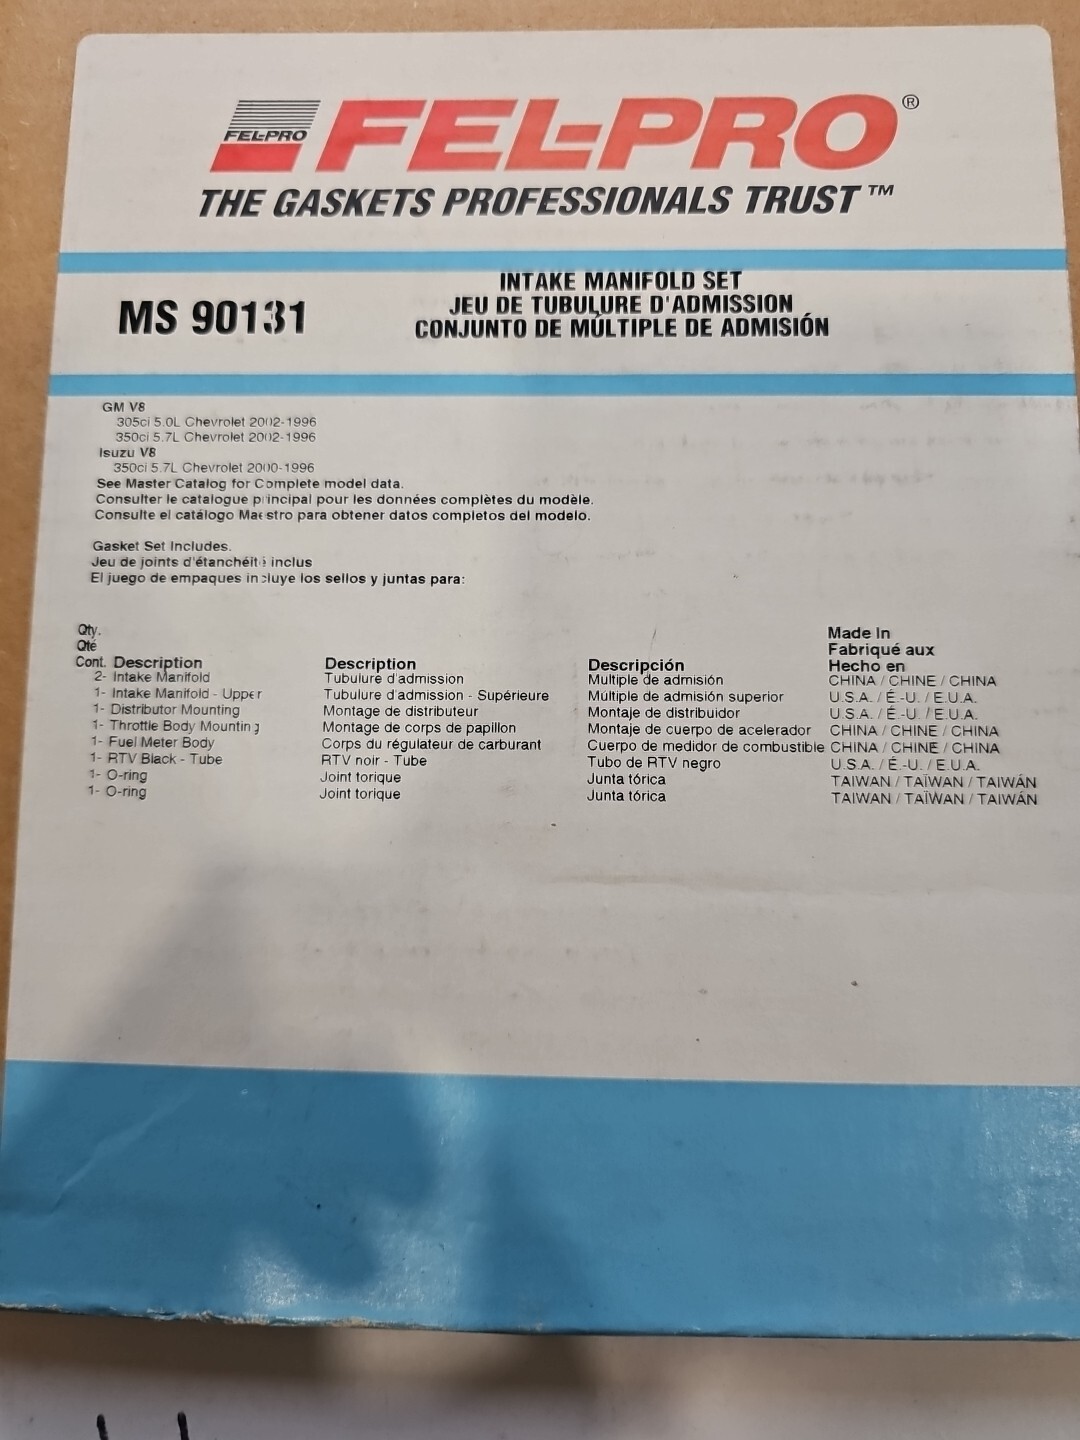 FEL-PRO
FEL-PRO®
THE GASKETS PROFESSIONALS TRUST™
MS 90131
INTAKE MANIFOLD SET
JEU DE TUBULURE D'ADMISSION
CONJUNTO DE MÚLTIPLE DE ADMISIÓN
GM V8
305ci 5.0L Chevrolet 2002-1996
350ci 5.7L Chevrolet 2002-1996
Isuzu V8
350ci 5.7L Chevrolet 2000-1996
See Master Catalog for Complete model data.
Consulter le catalogue principal pour les données complètes du modèle.
Consulte el catálogo Maestro para obtener datos completos del modelo.
Gasket Set Includes.
Jeu de joints d'étanchéité inclus
El juego de empaques incluye los sellos y juntas para:
Qty.
Qté
Cont. Description Description Descripción
Made In
Fabriqué aux
Hecho en
2- Intake Manifold Tubulure d'admission Múltiple de admisión CHINA / CHINE / CHINA
1- Intake Manifold - Upper Tubulure d'admission - Supérieure Múltiple de admisión superior U.S.A. / É.-U. / E.U.A.
1- Distributor Mounting Montage de distributeur Montaje de distribuidor U.S.A. / É.-U. / E.U.A.
1- Throttle Body Mounting Montage de corps de papillon Montaje de cuerpo de acelerador CHINA / CHINE / CHINA
1- Fuel Meter Body Corps du régulateur de carburant Cuerpo de medidor de combustible CHINA / CHINE / CHINA
1- RTV Black - Tube RTV noir - Tube Tubo de RTV negro U.S.A. / É.-U. / E.U.A.
1- O-ring Joint torique Junta tórica TAIWAN / TAÏWAN / TAIWÁN
1- O-ring Joint torique Junta tórica TAIWAN / TAÏWAN / TAIWÁN